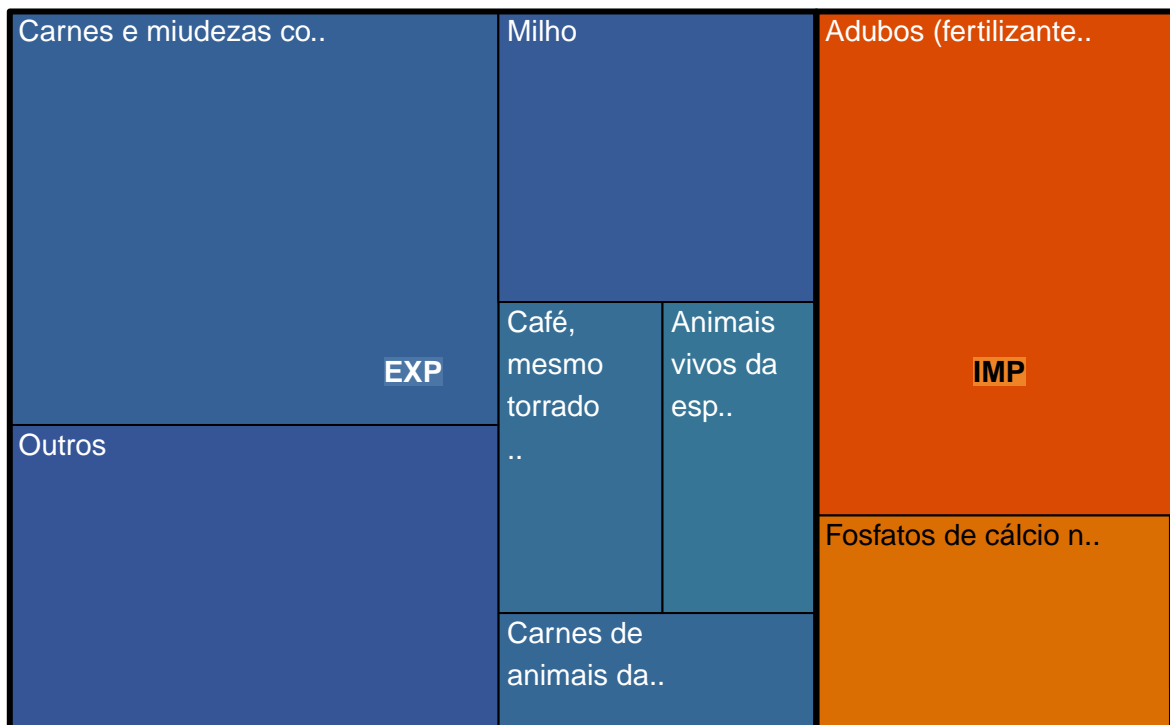 Carnes e miudezas co..
EXP
Outros
Milho
Café,
mesmo
torrado
..
Animais
vivos da
esp..
Carnes de
animais da..
Adubos (fertilizante..
IMP
Fosfatos de cálcio n..